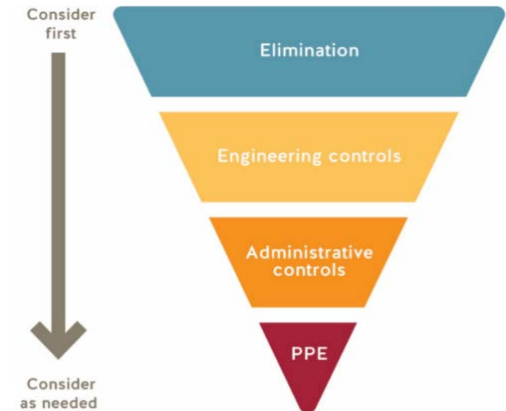 Consider
first
Elimination
Engineering controls
Administrative
controls
PPE
Consider
as needed